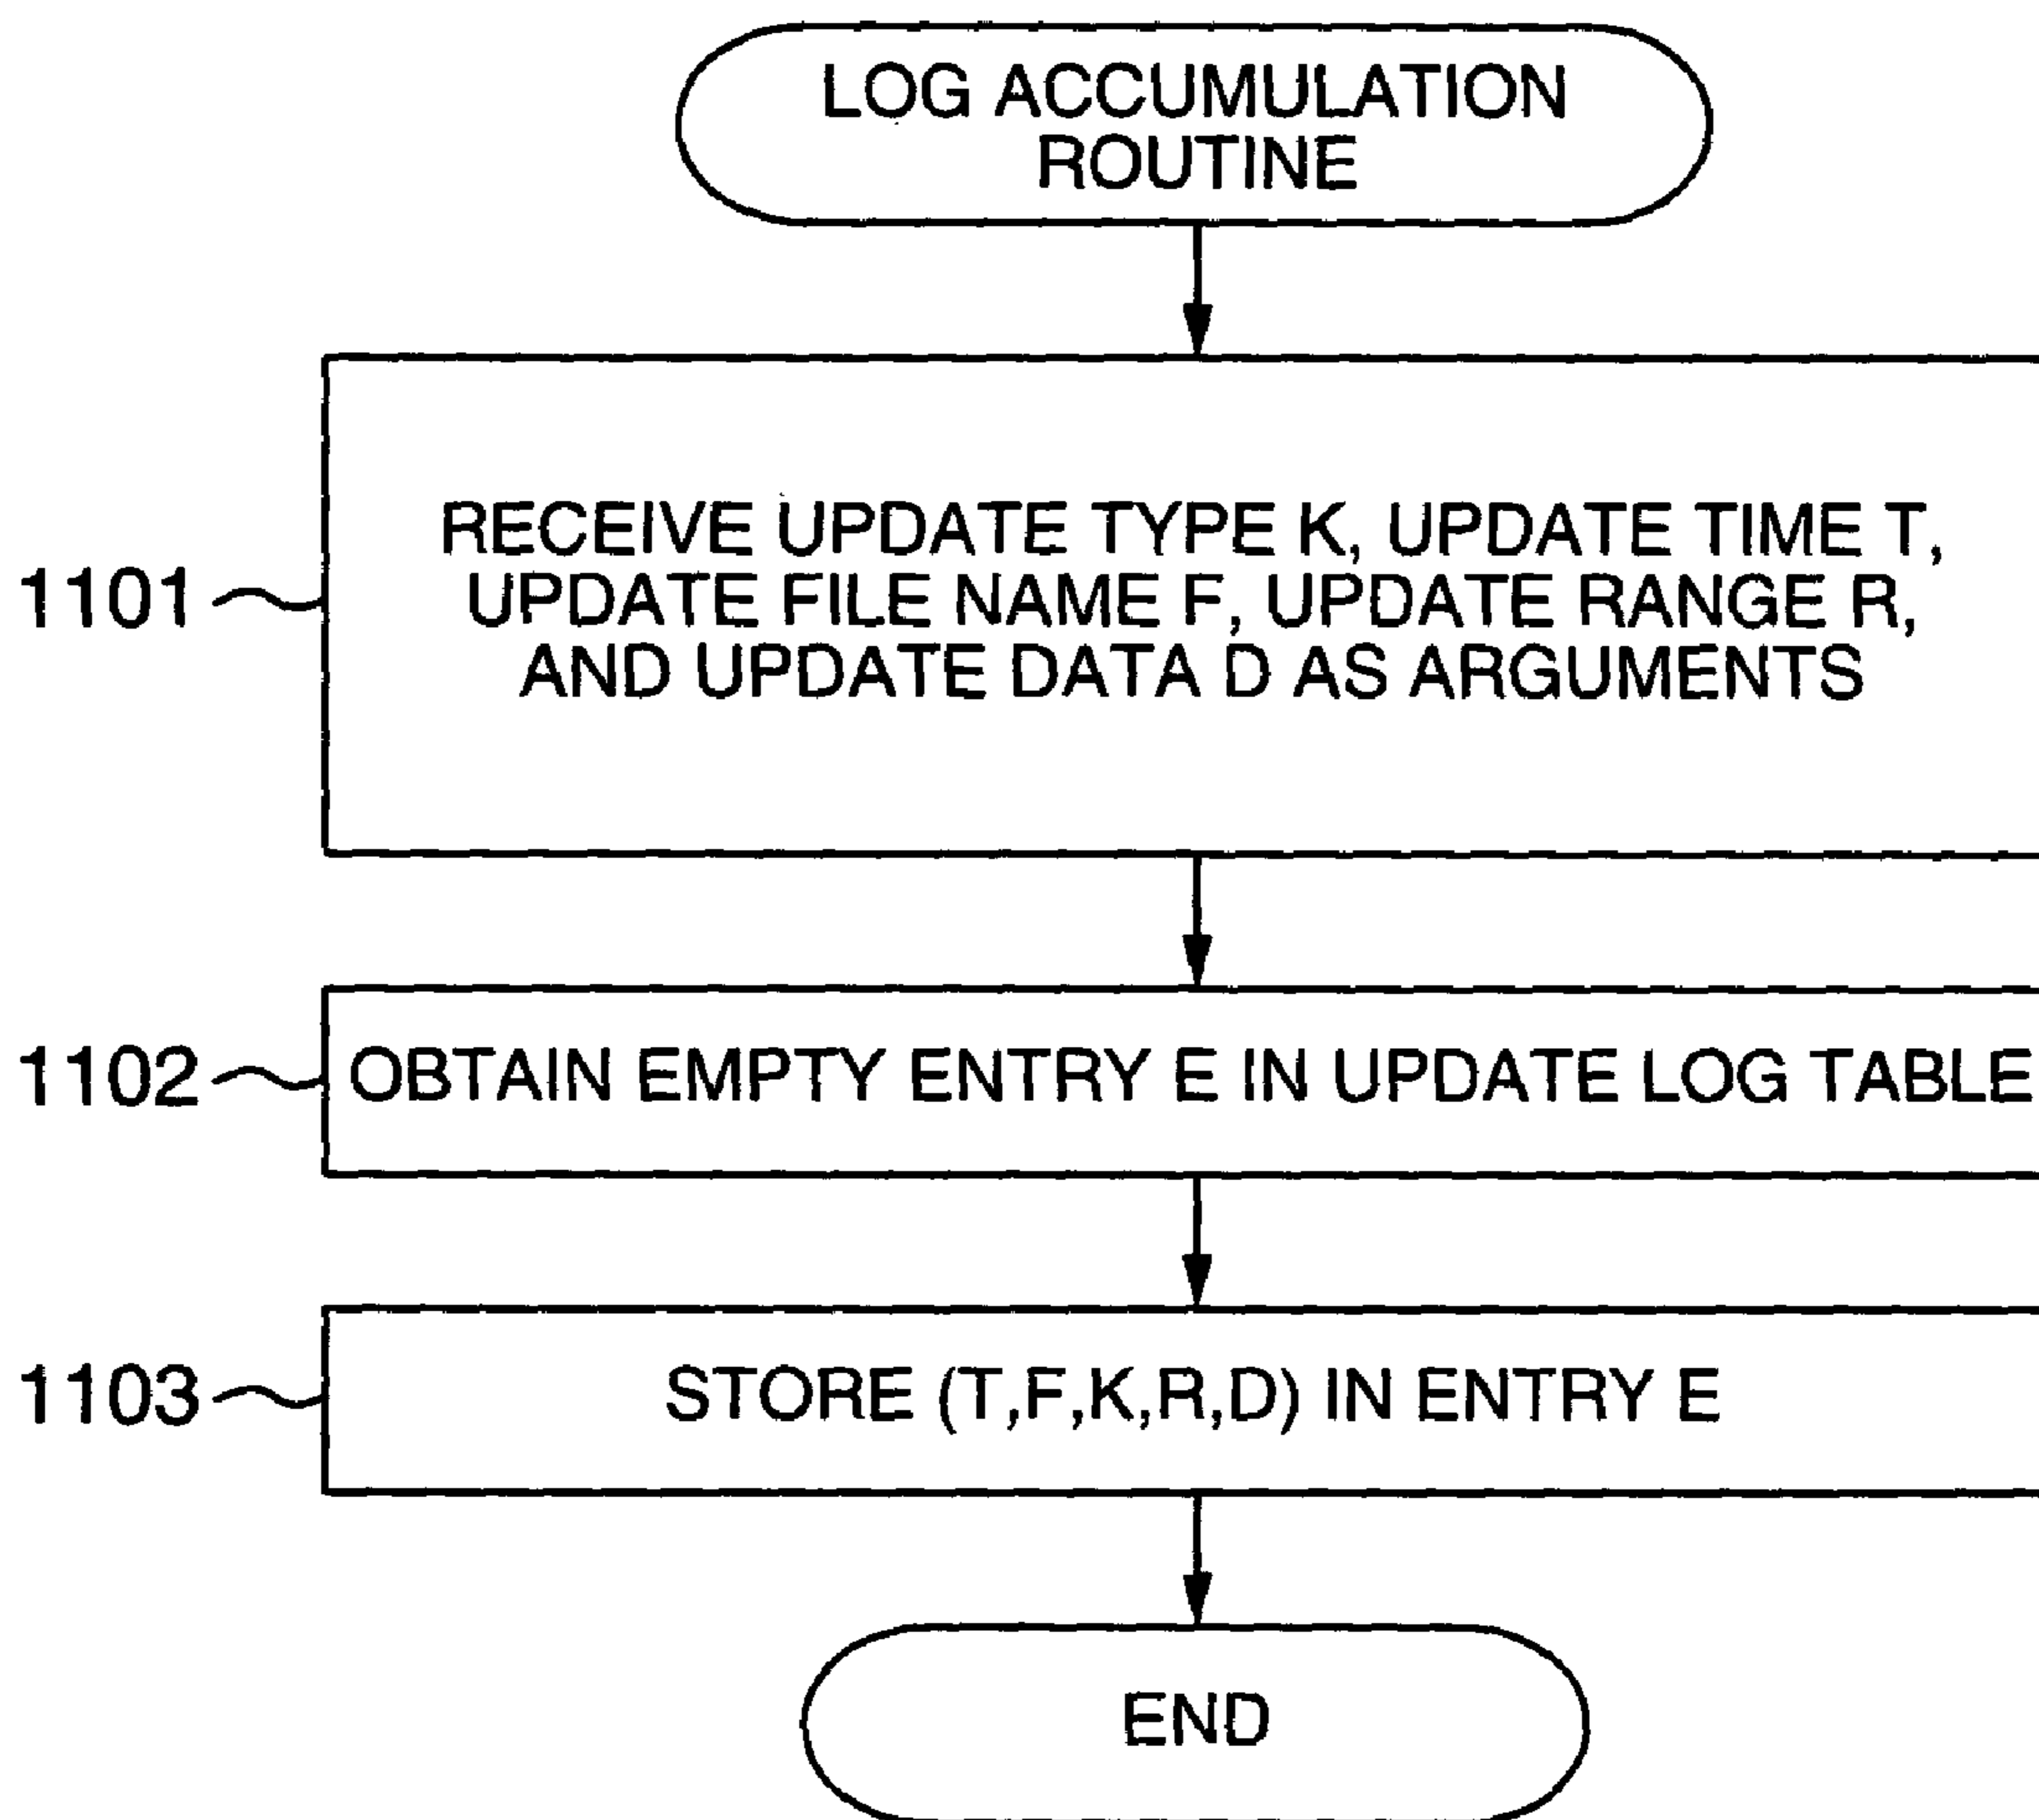 LOG ACCUMULATION
ROUTINE
1101
RECEIVE UPDATE TYPE K, UPDATE TIME T,
UPDATE FILE NAME F, UPDATE RANGE R,
AND UPDATE DATA D AS ARGUMENTS
1102
OBTAIN EMPTY ENTRY E IN UPDATE LOG TABLE
1103
STORE (T,F,K,R,D) IN ENTRY E
END